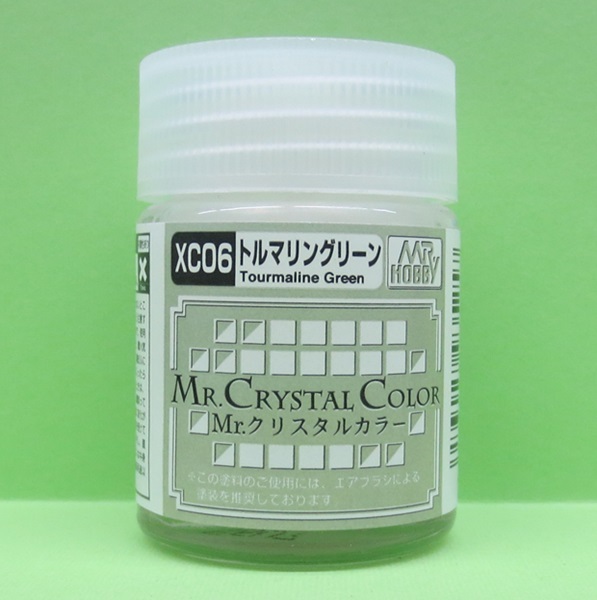 XC06
トルマリングリーン
Tourmaline Green
Mr. HOBBY
MR. CRYSTAL COLOR
Mr.クリスタルカラー
※この塗料のご使用には、エアブラシによる
塗装を推奨しております。